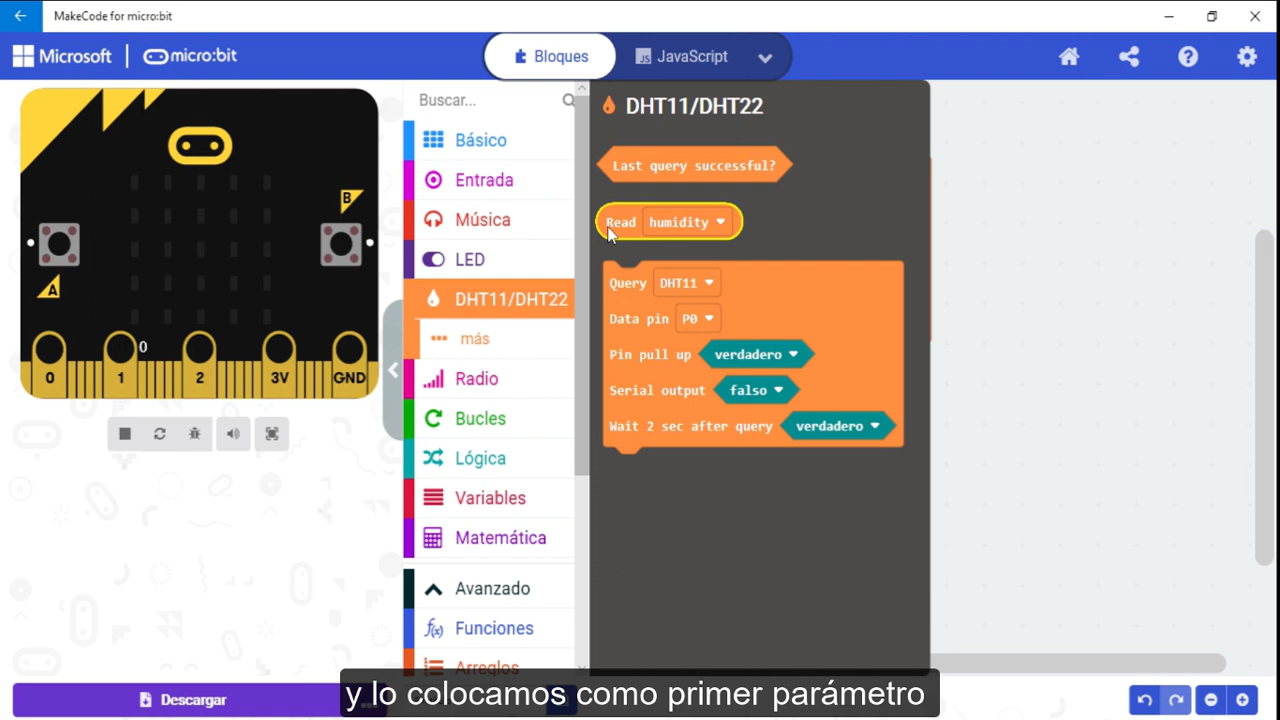 MakeCode for micro:bit
Microsoft
micro:bit
Bloques
JavaScript
B
A
0
0
1
2
3V
GND
Buscar...
Básico
Entrada
Música
LED
DHT11/DHT22
más
Radio
Bucles
Lógica
Variables
Matemática
Avanzado
Funciones
Arreglos
DHT11/DHT22
Last query successful?
Read humidity
Query DHT11
Data pin P0
Pin pull up verdadero
Serial output falso
Wait 2 sec after query verdadero
Descargar
y lo colocamos como primer parámetro